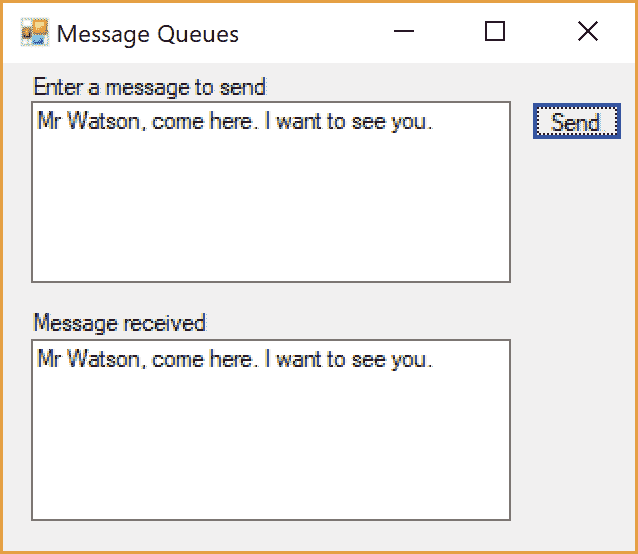 Message Queues
Enter a message to send
Mr Watson, come here. I want to see you.
Send
Message received
Mr Watson, come here. I want to see you.